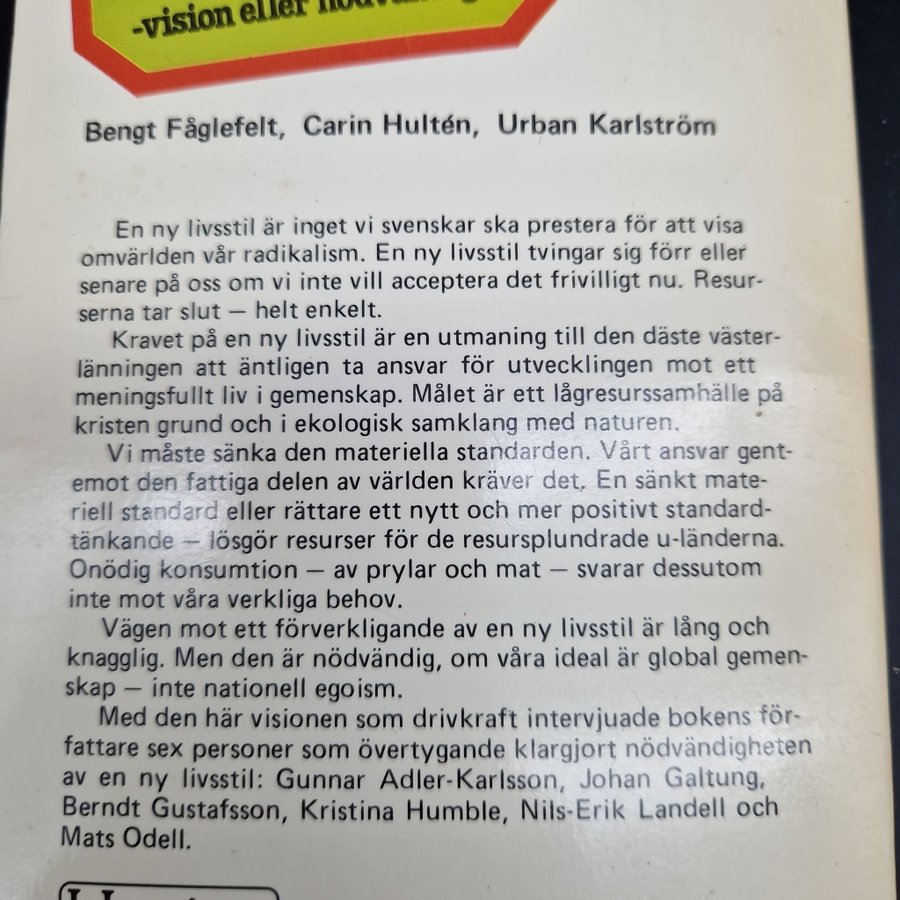 -vision eller
Bengt Fåglefelt, Carin Hultén, Urban Karlström
En ny livsstil är inget vi svenskar ska prestera för att visa
omvärlden vår radikalism. En ny livsstil tvingar sig förr eller
senare på oss om vi inte vill acceptera det frivilligt nu. Resur-
serna tar slut – helt enkelt.
Kravet på en ny livsstil är en utmaning till den däste väster-
länningen att äntligen ta ansvar för utvecklingen mot ett
meningsfullt liv i gemenskap. Målet är ett lågresurssamhälle på
kristen grund och i ekologisk samklang med naturen.
Vi måste sänka den materiella standarden. Vårt ansvar gent-
emot den fattiga delen av världen kräver det. En sänkt mate-
riell standard eller rättare ett nytt och mer positivt standard-
tänkande – lösgör resurser för de resursplundrade u-länderna.
Onödig konsumtion – av prylar och mat – svarar dessutom
inte mot våra verkliga behov.
Vägen mot ett förverkligande av en ny livsstil är lång och
knagglig. Men den är nödvändig, om våra ideal är global gemen-
skap – inte nationell egoism.
Med den här visionen som drivkraft intervjuade bokens för-
fattare sex personer som övertygande klargjort nödvändigheten
av en ny livsstil: Gunnar Adler-Karlsson, Johan Galtung,
Berndt Gustafsson, Kristina Humble, Nils-Erik Landell och
Mats Odell.